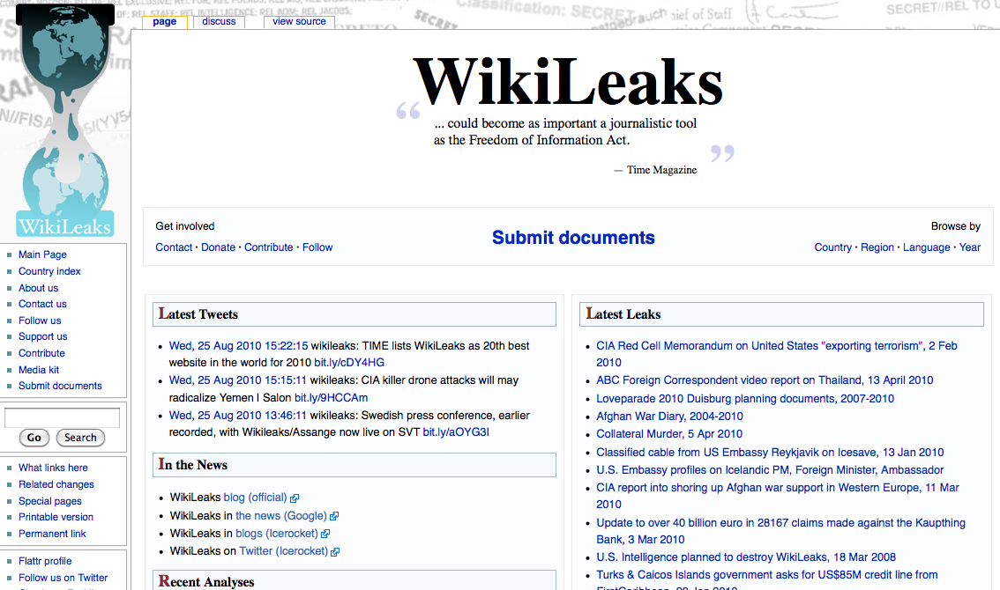 Classification: SECRET
SECRET
SECRET//REL TO U
page
discuss
view source
WikiLeaks
“
... could become as important a journalistic tool
as the Freedom of Information Act.
”
— Time Magazine
WikiLeaks
Get involved
Contact · Donate · Contribute · Follow
Submit documents
Browse by
Country · Region · Language · Year
Main Page
Country index
About us
Contact us
Follow us
Support us
Contribute
Media kit
Submit documents
Go
Search
What links here
Related changes
Special pages
Printable version
Permanent link
Flattr profile
Follow us on Twitter
Latest Tweets
Wed, 25 Aug 2010 15:22:15 wikileaks: TIME lists WikiLeaks as 20th best
website in the world for 2010 bit.ly/cDY4HG
Wed, 25 Aug 2010 15:15:11 wikileaks: CIA killer drone attacks will may
radicalize Yemen | Salon bit.ly/9HCCAm
Wed, 25 Aug 2010 13:46:11 wikileaks: Swedish press conference, earlier
recorded, with Wikileaks/Assange now live on SVT bit.ly/aOYG3I
In the News
WikiLeaks blog (official)
WikiLeaks in the news (Google)
WikiLeaks in blogs (Icerocket)
WikiLeaks on Twitter (Icerocket)
Recent Analyses
Latest Leaks
CIA Red Cell Memorandum on United States "exporting terrorism", 2 Feb
2010
ABC Foreign Correspondent video report on Thailand, 13 April 2010
Loveparade 2010 Duisburg planning documents, 2007-2010
Afghan War Diary, 2004-2010
Collateral Murder, 5 Apr 2010
Classified cable from US Embassy Reykjavik on Icesave, 13 Jan 2010
U.S. Embassy profiles on Icelandic PM, Foreign Minister, Ambassador
CIA report into shoring up Afghan war support in Western Europe, 11 Mar
2010
Update to over 40 billion euro in 28167 claims made against the Kaupthing
Bank, 3 Mar 2010
U.S. Intelligence planned to destroy WikiLeaks, 18 Mar 2008
Turks & Caicos Islands government asks for US$85M credit line from